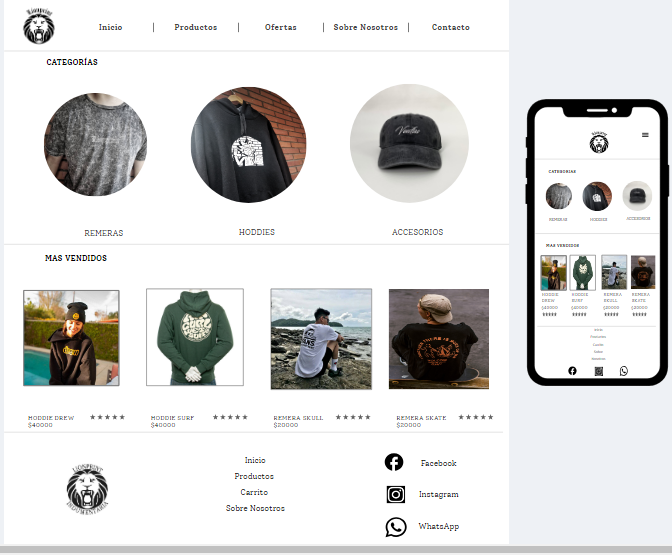 Lionsprint
Inicio | Productos | Ofertas | Sobre Nosotros | Contacto
CATEGORÍAS
REMERAS
HODDIES
ACCESORIOS
MAS VENDIDOS
HODDIE DREW ★★★★★
$40000
HODDIE SURF ★★★★★
$40000
REMERA SKULL ★★★★★
$20000
REMERA SKATE ★★★★★
$20000
LIONSPRINT
INDUMENTARIA
Inicio
Productos
Carrito
Sobre Nosotros
Facebook
Instagram
WhatsApp
CATEGORIAS
REMERAS
HODDIES
ACCESORIOS
MAS VENDIDOS
HODDIE DREW
$40000
★★★★★
HODDIE SURF
$40000
★★★★★
REMERA SKULL
$20000
★★★★★
REMERA SKATE
$20000
★★★★★
Inicio
Productos
Carrito